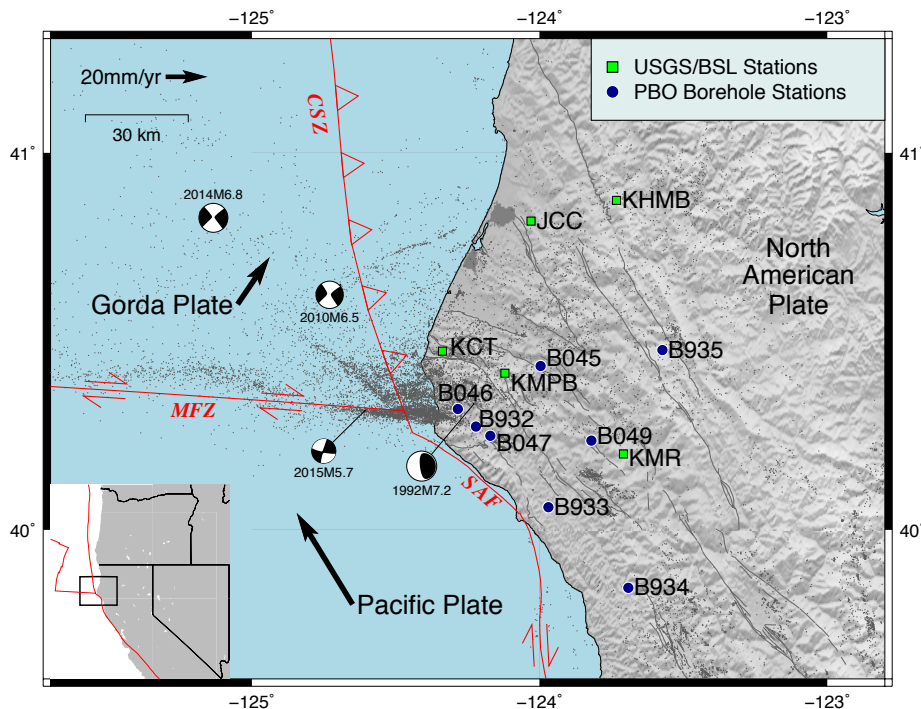 −125˚
−124˚
−123˚
20mm/yr
30 km
USGS/BSL Stations
PBO Borehole Stations
CSZ
41˚
41˚
2014M6.8
KHMB
JCC
North
American
Plate
Gorda Plate
2010M6.5
KCT
B045
B935
KMPB
B046
MFZ
B932
B047
B049
KMR
2015M5.7
1992M7.2
SAF
B933
40˚
40˚
B934
Pacific Plate
−125˚
−124˚
−123˚